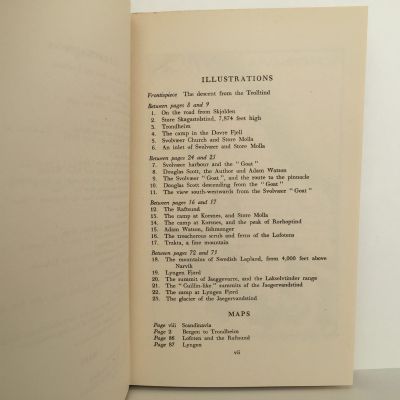 ILLUSTRATIONS
Frontispiece The descent from the Trolltind
Between pages 8 and 9
1. On the road from Skjolden
2. Store Skagastolstind, 7,874 feet high
3. Trondheim
4. The camp in the Dovre Fjell
5. Svolvaer Church and Store Molla
6. An inlet of Svolvaer and Store Molla
Between pages 24 and 25
7. Svolvaer harbour and the "Goat"
8. Douglas Scott, the Author and Adam Watson
9. The Svolvaer "Goat", and the route to the pinnacle
10. Douglas Scott descending from the "Goat"
11. The view south-westwards from the Svolvaer "Goat"
Between pages 16 and 17
12. The Raftsund
13. The camp at Korsnes, and Store Molla
14. The camp at Korsnes, and the peak of Rorhoptind
15. Adam Watson, fishmonger
16. The treacherous scrub and ferns of the Lofotens
17. Trakta, a fine mountain
Between pages 72 and 73
18. The mountains of Swedish Lapland, from 4,000 feet above
Narvik
19. Lyngen Fjord
20. The summit of Jaeggevarre, and the Lakselvtinder range
21. The "Cuillin-like" summits of the Jaegervandstind
22. The camp at Lyngen Fjord
23. The glacier of the Jaegervandstind
MAPS
Page viii Scandinavia
Page 2 Bergen to Trondheim
Page 86 Lofoten and the Raftsund
Page 87 Lyngen
vii